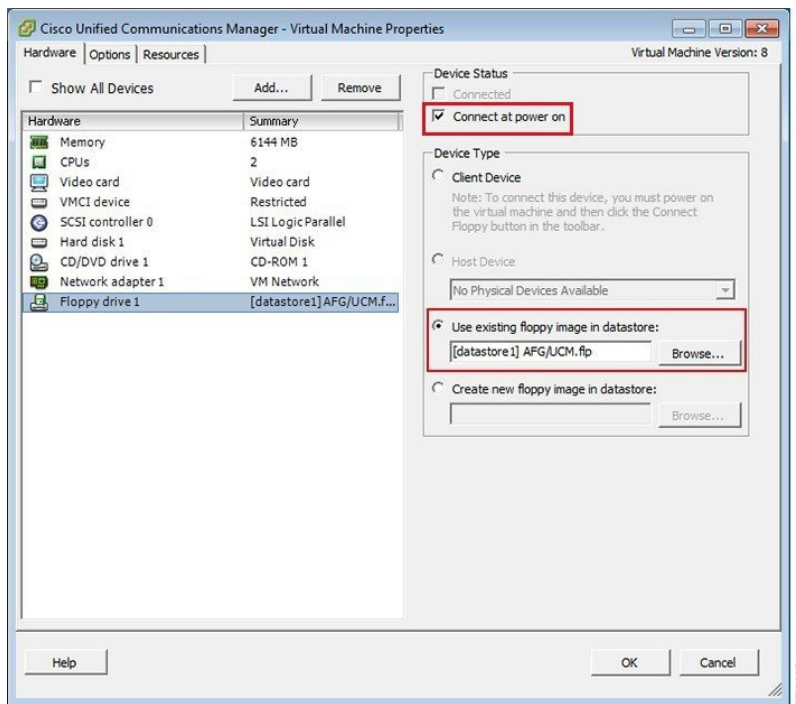 Cisco Unified Communications Manager - Virtual Machine Properties
Hardware Options Resources
Virtual Machine Version: 8
Show All Devices
Add...
Remove
Hardware Summary
Memory 6144 MB
CPUs 2
Video card Video card
VMCI device Restricted
SCSI controller 0 LSI Logic Parallel
Hard disk 1 Virtual Disk
CD/DVD drive 1 CD-ROM 1
Network adapter 1 VM Network
Floppy drive 1 [datastore1] AFG/UCM.f...
Device Status
Connected
Connect at power on
Device Type
Client Device
Note: To connect this device, you must power on
the virtual machine and then click the Connect
Floppy button in the toolbar.
Host Device
No Physical Devices Available
Use existing floppy image in datastore:
[datastore1] AFG/UCM.flp
Browse...
Create new floppy image in datastore:
Browse...
Help
OK
Cancel